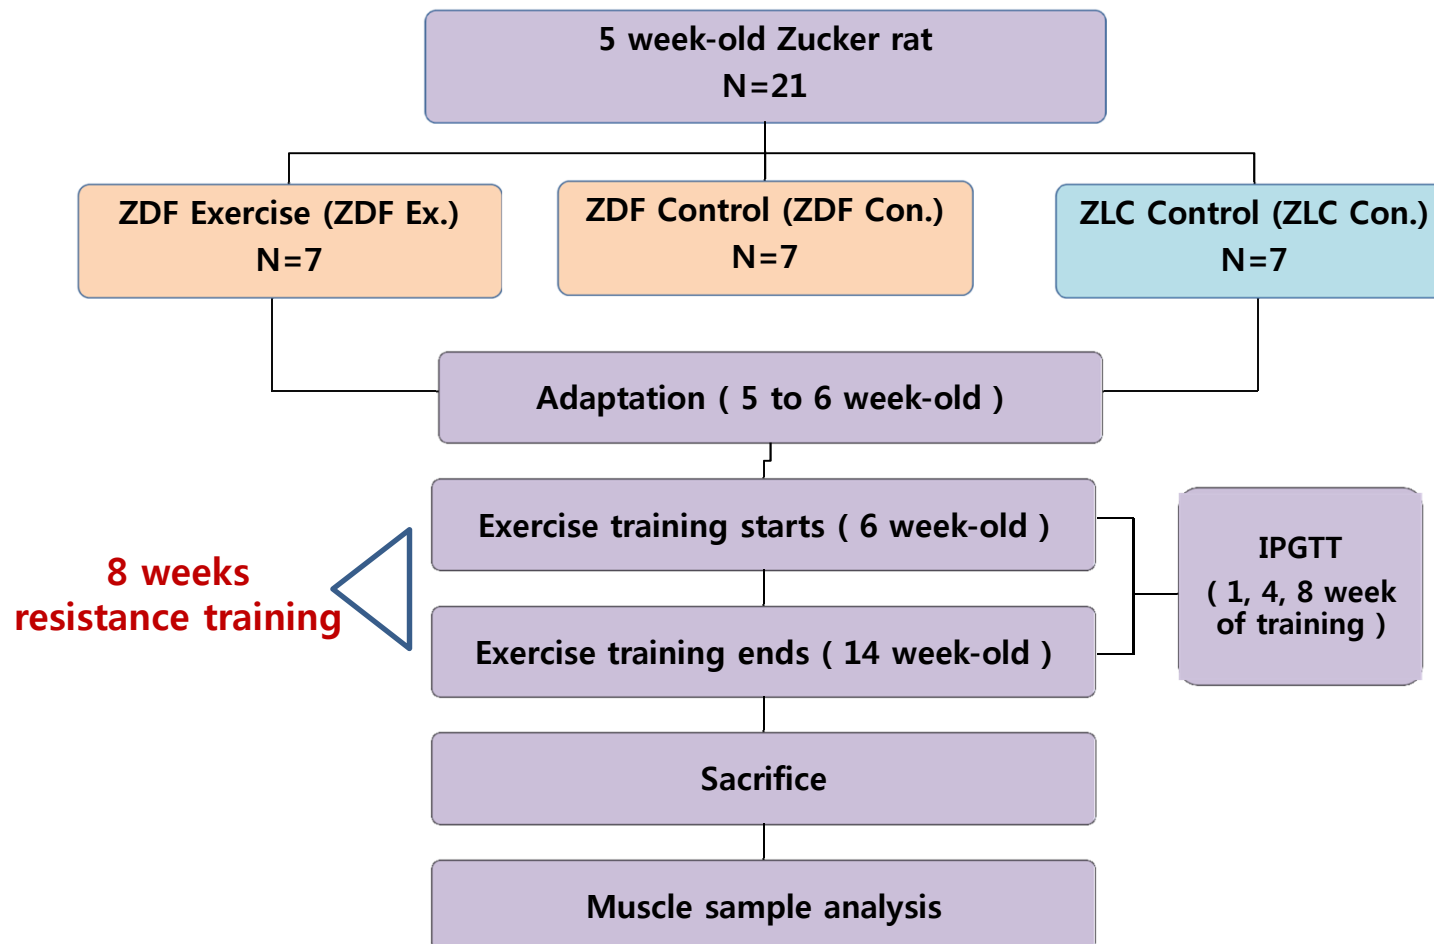 5 week-old Zucker rat
N=21
ZDF Exercise (ZDF Ex.)
N=7
ZDF Control (ZDF Con.)
N=7
ZLC Control (ZLC Con.)
N=7
Adaptation ( 5 to 6 week-old )
Exercise training starts ( 6 week-old )
8 weeks
resistance training
IPGTT
( 1, 4, 8 week
of training )
Exercise training ends ( 14 week-old )
Sacrifice
Muscle sample analysis